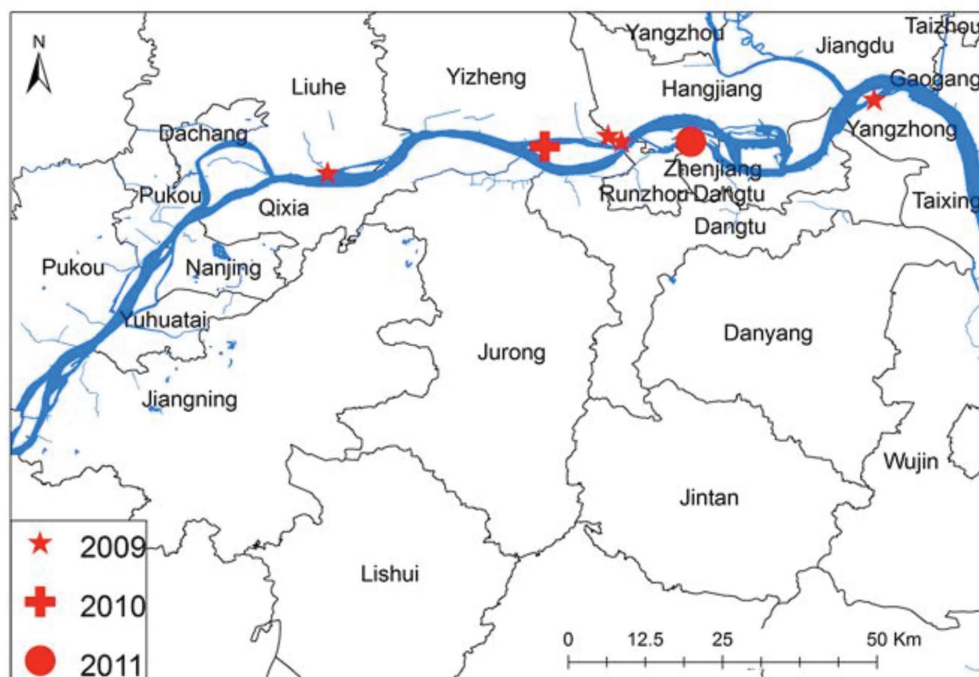 N
Yangzhou
Taizhou
Jiangdu
Liuhe
Yizheng
Hangjiang
Gaogang
Dachang
Yangzhong
Zhenjiang
Pukou
Qixia
Runzhou Dangtu
Taixing
Dangtu
Pukou
Nanjing
Yuhuatai
Danyang
Jurong
Jiangning
Wujin
Jintan
2009
Lishui
2010
0 12.5 25 50 Km
2011